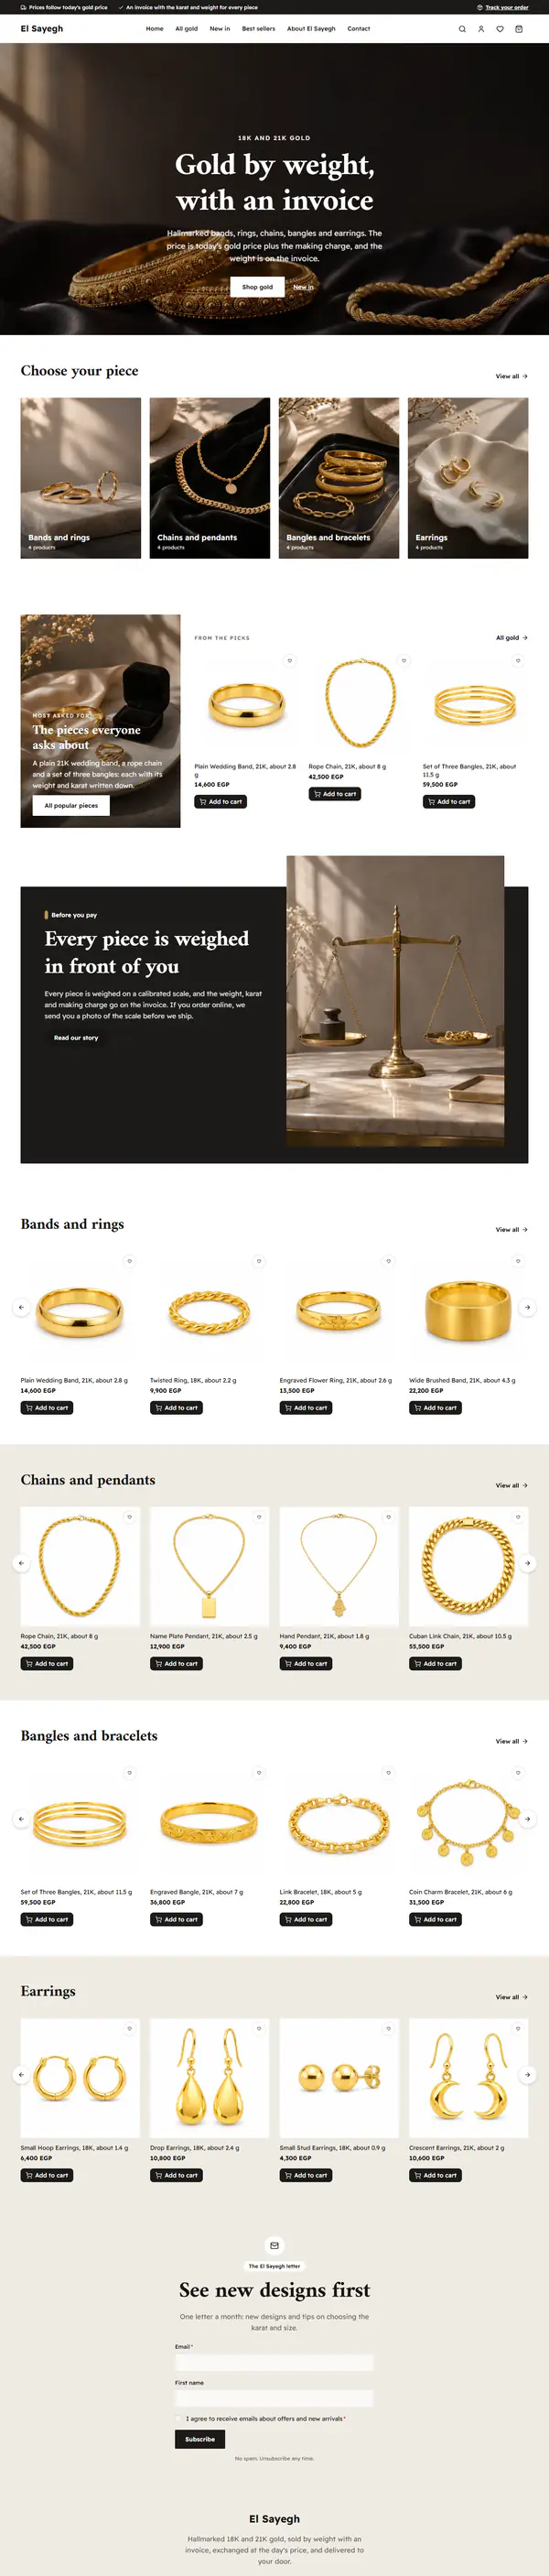 Prices follow today's gold price
An invoice with the karat and weight for every piece
Track your order
El Sayegh
Home
All gold
New in
Best sellers
About El Sayegh
Contact
18K AND 21K GOLD
Gold by weight,
with an invoice
Hallmarked bands, rings, chains, bangles and earrings. The
price is today's gold price plus the making charge, and the
weight is on the invoice.
Shop gold
New in
Choose your piece
View all
Bands and rings
4 products
Chains and pendants
4 products
Bangles and bracelets
4 products
Earrings
4 products
MOST ASKED FOR
The pieces everyone
asks about
A plain 21K wedding band, a rope chain
and a set of three bangles: each with its
weight and karat written down.
All popular pieces
FROM THE PICKS
All gold
Plain Wedding Band, 21K, about 2.8
g
14,600 EGP
Add to cart
Rope Chain, 21K, about 8 g
42,500 EGP
Add to cart
Set of Three Bangles, 21K, about
11.5 g
59,500 EGP
Add to cart
Before you pay
Every piece is weighed
in front of you
Every piece is weighed on a calibrated scale, and the weight, karat
and making charge go on the invoice. If you order online, we
send you a photo of the scale before we ship.
Read our story
Bands and rings
View all
Plain Wedding Band, 21K, about 2.8 g
14,600 EGP
Add to cart
Twisted Ring, 18K, about 2.2 g
9,900 EGP
Add to cart
Engraved Flower Ring, 21K, about 2.6 g
13,500 EGP
Add to cart
Wide Brushed Band, 21K, about 4.3 g
22,200 EGP
Add to cart
Chains and pendants
View all
Rope Chain, 21K, about 8 g
42,500 EGP
Add to cart
Name Plate Pendant, 21K, about 2.5 g
12,900 EGP
Add to cart
Hand Pendant, 21K, about 1.8 g
9,400 EGP
Add to cart
Cuban Link Chain, 21K, about 10.5 g
55,500 EGP
Add to cart
Bangles and bracelets
View all
Set of Three Bangles, 21K, about 11.5 g
59,500 EGP
Add to cart
Engraved Bangle, 21K, about 7 g
36,800 EGP
Add to cart
Link Bracelet, 18K, about 5 g
22,800 EGP
Add to cart
Coin Charm Bracelet, 21K, about 6 g
31,500 EGP
Add to cart
Earrings
View all
Small Hoop Earrings, 18K, about 1.4 g
6,400 EGP
Add to cart
Drop Earrings, 18K, about 2.4 g
10,800 EGP
Add to cart
Small Stud Earrings, 18K, about 0.9 g
4,300 EGP
Add to cart
Crescent Earrings, 21K, about 2 g
10,600 EGP
Add to cart
The El Sayegh letter
See new designs first
One letter a month: new designs and tips on choosing the
karat and size.
Email*
First name
I agree to receive emails about offers and new arrivals*
Subscribe
No spam. Unsubscribe any time.
El Sayegh
Hallmarked 18K and 21K gold, sold by weight with an
invoice, exchanged at the day's price, and delivered to
your door.